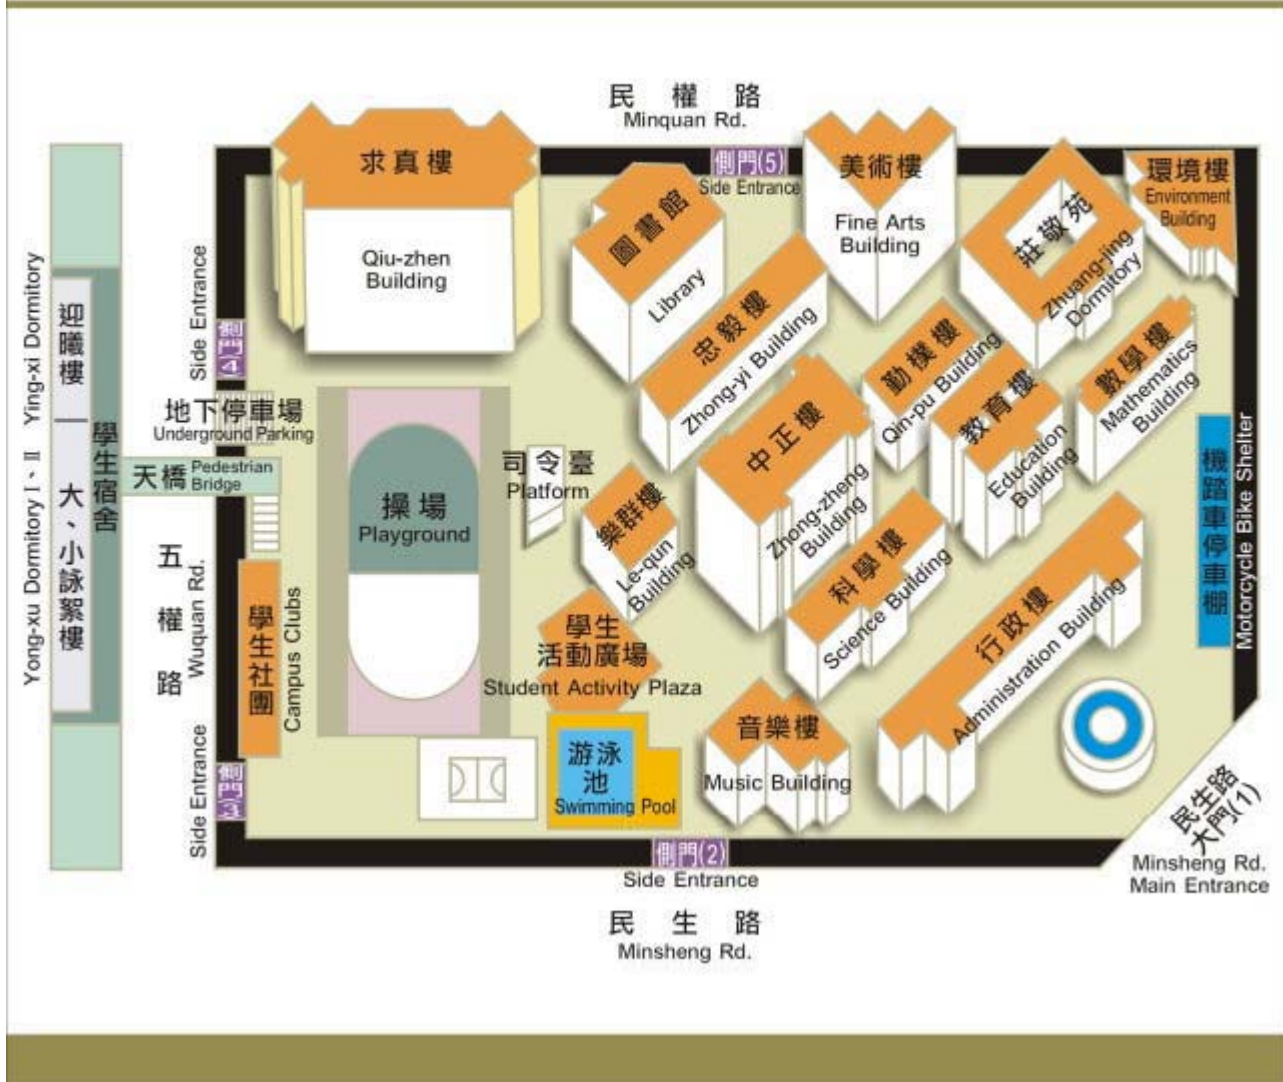 民權路
Minquan Rd.
求真樓
Qiu-zhen
Building
圖書館
Library
側門(5)
Side Entrance
美術樓
Fine Arts
Building
莊敬苑
Zhuang-jing
Dormitory
環境樓
Environment
Building
忠毅樓
Zhong-yi Building
中正樓
Zhong-zheng
Building
勤樸樓
Qin-pu Building
教育樓
Education
Building
數學樓
Mathematics
Building
機踏車停車棚
Motorcycle Bike Shelter
Side Entrance
側門(4)
地下停車場
Underground Parking
天橋
Pedestrian
Bridge
學生宿舍
迎曦樓
Ying-xi Dormitory
大、小詠絮樓
Yong-xu Dormitory I、II
五權路
Wuquan Rd.
學生社團
Campus Clubs
操場
Playground
司令臺
Platform
樂群樓
Le-qun
Building
科學樓
Science Building
行政樓
Administration Building
學生
活動廣場
Student Activity Plaza
游泳
池
Swimming Pool
音樂樓
Music Building
Side Entrance
側門(3)
側門(2)
Side Entrance
民生路
Minsheng Rd.
民生路
大門(1)
Minsheng Rd.
Main Entrance